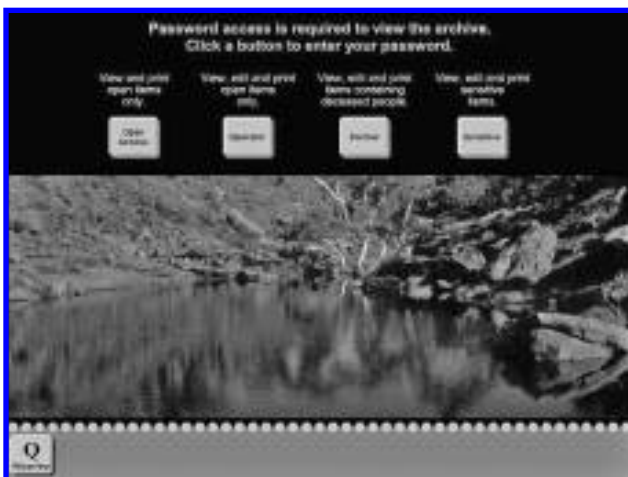 Password access is required to view the archive.
Click a button to enter your password.
View and print
open items
only.
View, edit and print
open items
only.
View, edit and print
items containing
deceased people.
View, edit and print
sensitive
items.
Open
Access
Operator
Sensitive
Q